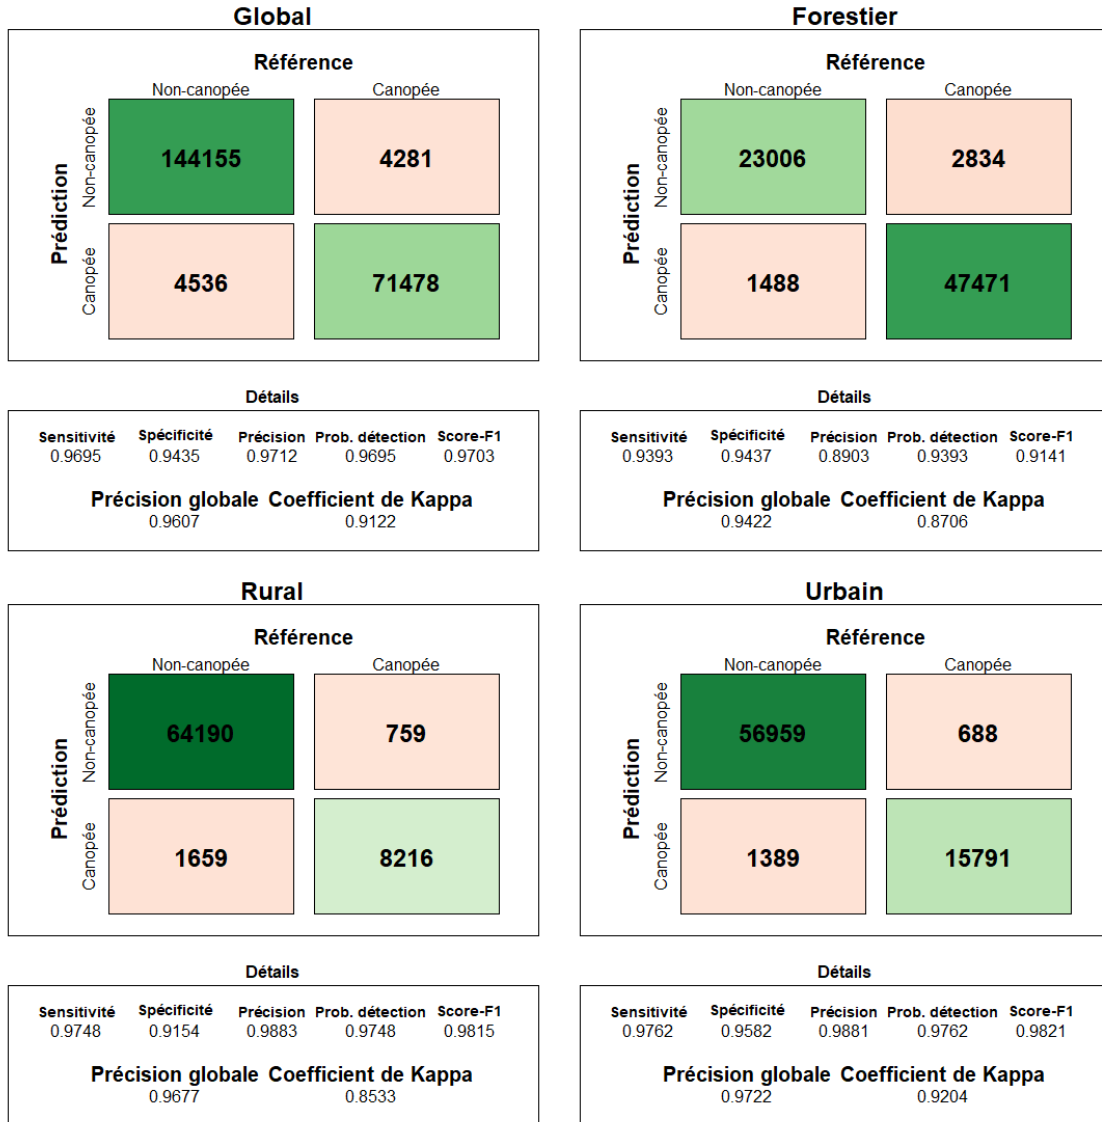 Global
Référence
Non-canopée Canopée
Prédiction
Non-canopée
144155 4281
Canopée
4536 71478
Détails
Sensitivité Spécificité Précision Prob. détection Score-F1
0.9695 0.9435 0.9712 0.9695 0.9703
Précision globale Coefficient de Kappa
0.9607 0.9122
Forestier
Référence
Non-canopée Canopée
Prédiction
Non-canopée
23006 2834
Canopée
1488 47471
Détails
Sensitivité Spécificité Précision Prob. détection Score-F1
0.9393 0.9437 0.8903 0.9393 0.9141
Précision globale Coefficient de Kappa
0.9422 0.8706
Rural
Référence
Non-canopée Canopée
Prédiction
Non-canopée
64190 759
Canopée
1659 8216
Détails
Sensitivité Spécificité Précision Prob. détection Score-F1
0.9748 0.9154 0.9883 0.9748 0.9815
Précision globale Coefficient de Kappa
0.9677 0.8533
Urbain
Référence
Non-canopée Canopée
Prédiction
Non-canopée
56959 688
Canopée
1389 15791
Détails
Sensitivité Spécificité Précision Prob. détection Score-F1
0.9762 0.9582 0.9881 0.9762 0.9821
Précision globale Coefficient de Kappa
0.9722 0.9204